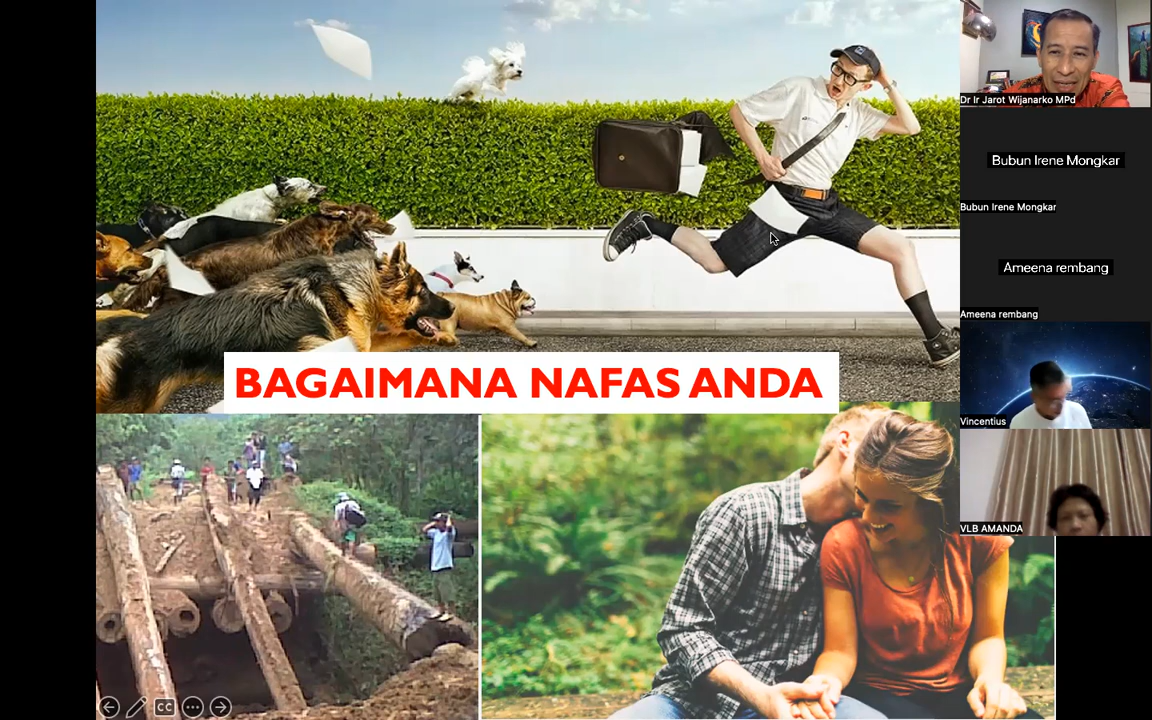 BAGAIMANA NAFAS ANDA
Dr Ir Jarot Wijanarko MPd
Bubun Irene Mongkar
Bubun Irene Mongkar
Ameena rembang
Ameena rembang
Vincentius
VLB AMANDA
CC